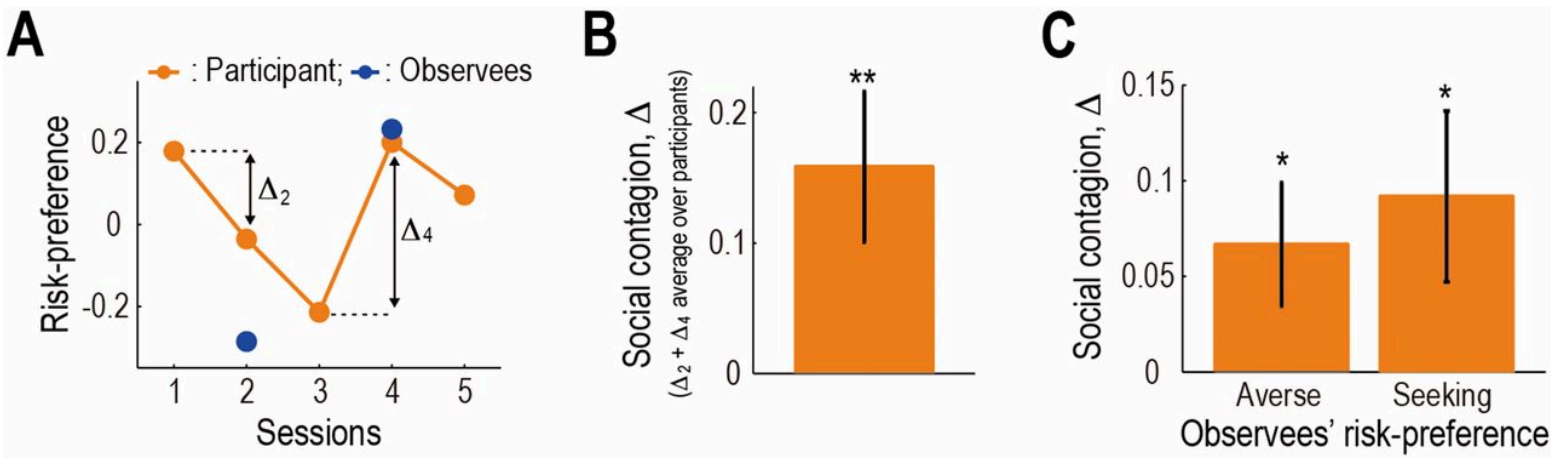 A
: Participant; : Observees
Risk-preference
0.2
0
-0.2
Δ2
Δ4
1 2 3 4 5
Sessions
B
Social contagion, Δ
(Δ2 + Δ4 average over participants)
**
0.2
0.1
0
C
Social contagion, Δ
0.15
0.1
0.05
0
*
*
Averse Seeking
Observees’ risk-preference